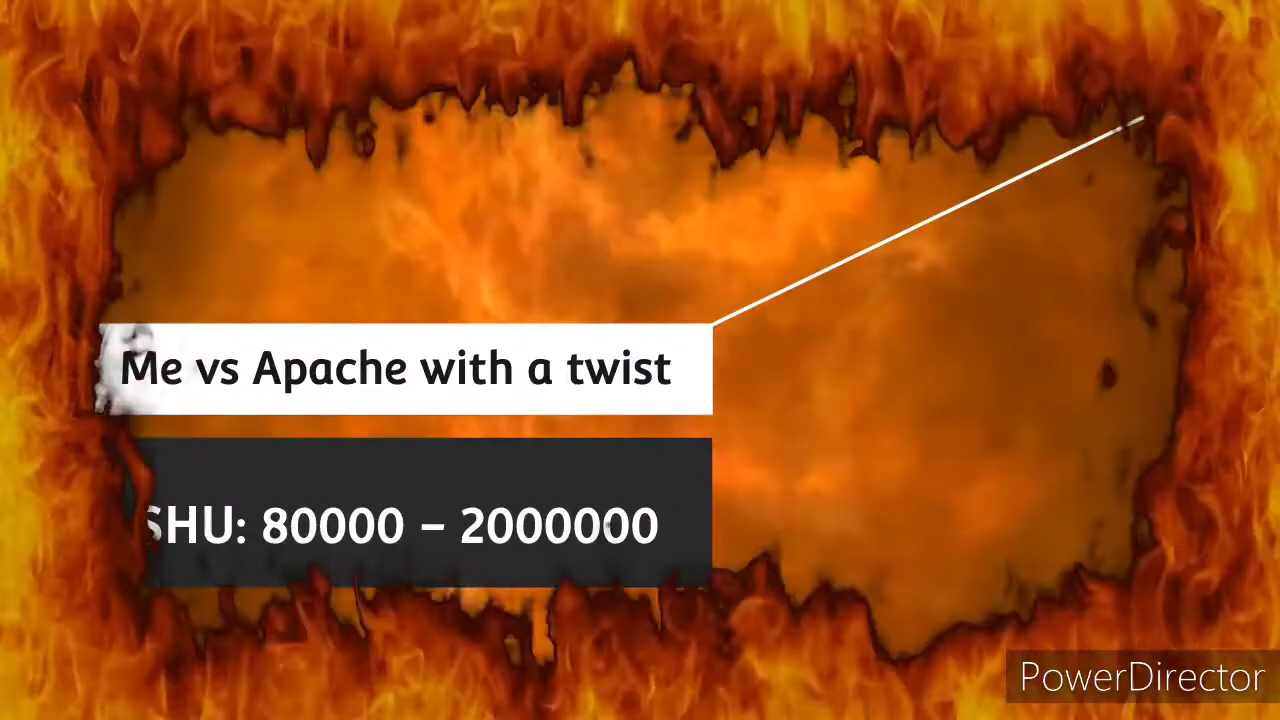 Me vs Apache with a twist
SHU: 80000 – 2000000
PowerDirector